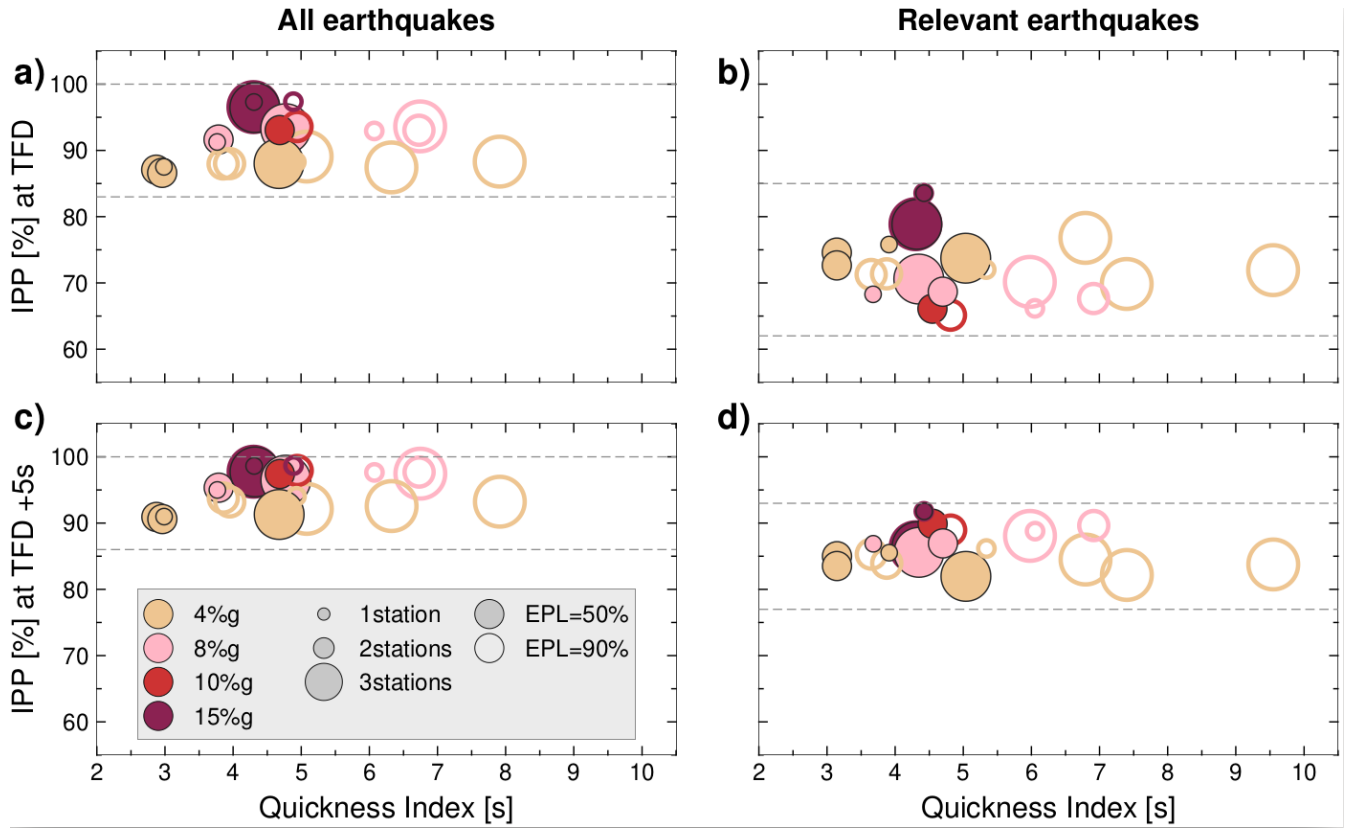 All earthquakes
Relevant earthquakes
a)
b)
IPP [%] at TFD
100
90
80
70
60
c)
d)
IPP [%] at TFD +5s
100
90
80
70
60
4%g
1station
EPL=50%
8%g
2stations
EPL=90%
10%g
3stations
15%g
2 3 4 5 6 7 8 9 10
2 3 4 5 6 7 8 9 10
Quickness Index [s]
Quickness Index [s]